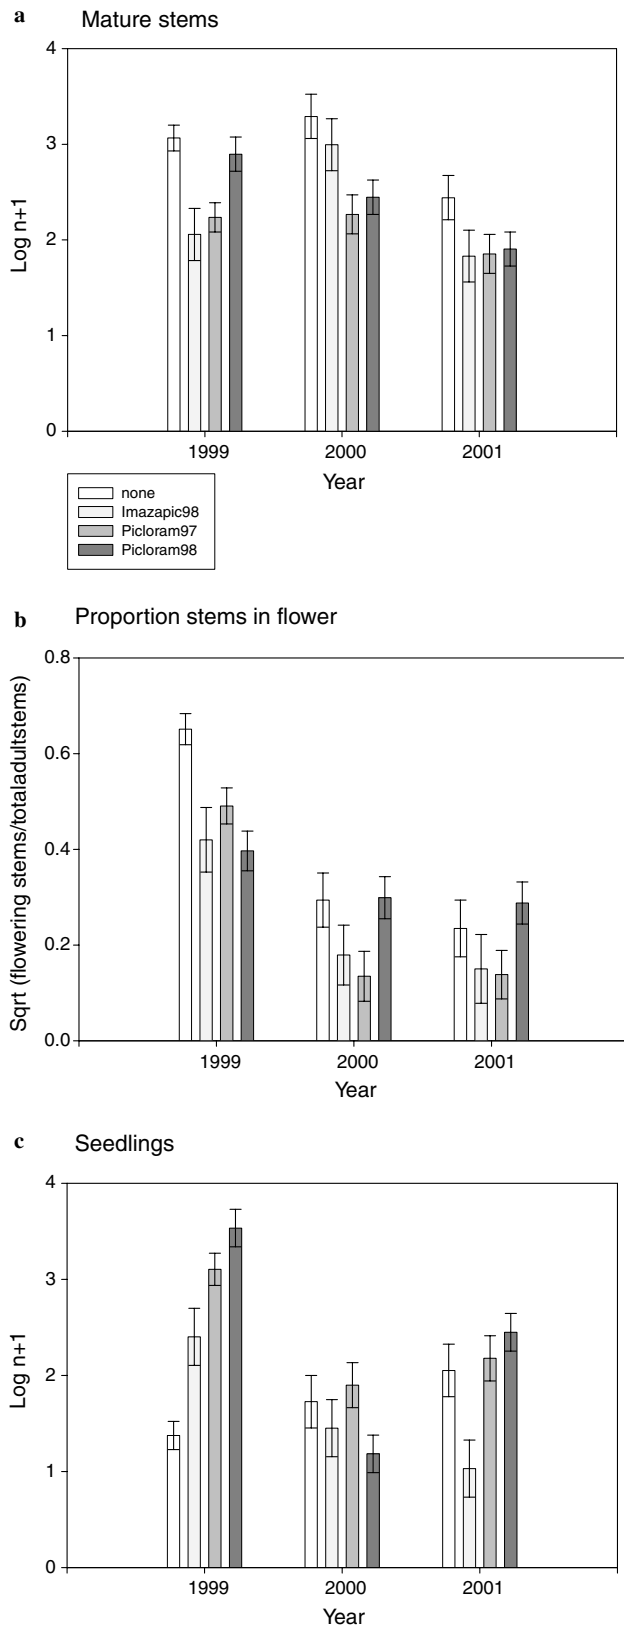 a Mature stems
4
3
2
1
0
Log n+1
1999 2000 2001
Year
none
Imazapic98
Picloram97
Picloram98
b Proportion stems in flower
0.8
0.6
0.4
0.2
0.0
Sqrt (flowering stems/totaladultstems)
1999 2000 2001
Year
c Seedlings
4
3
2
1
0
Log n+1
1999 2000 2001
Year